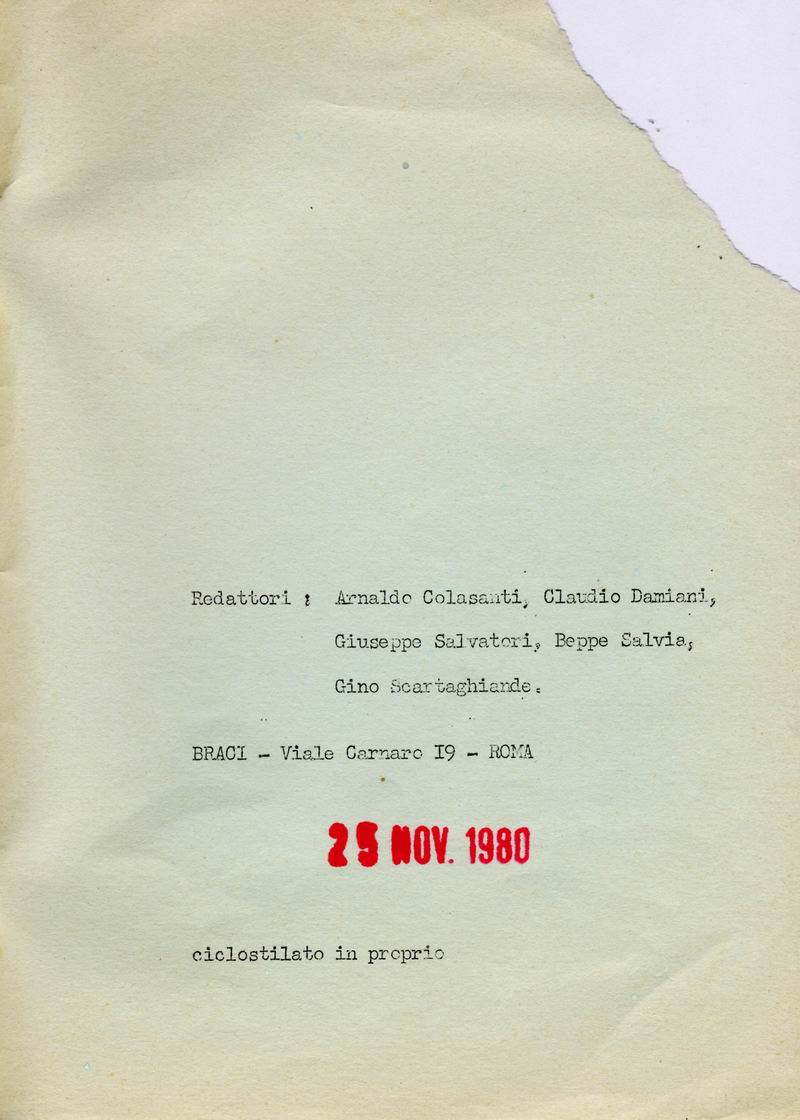 Redattori : Arnaldo Colasanti, Claudio Damiani,
Giuseppe Salvatori, Beppe Salvia,
Gino Scartaghiande.
BRACI - Viale Carnaro I9 - ROMA
25 NOV. 1980
ciclostilato in proprio